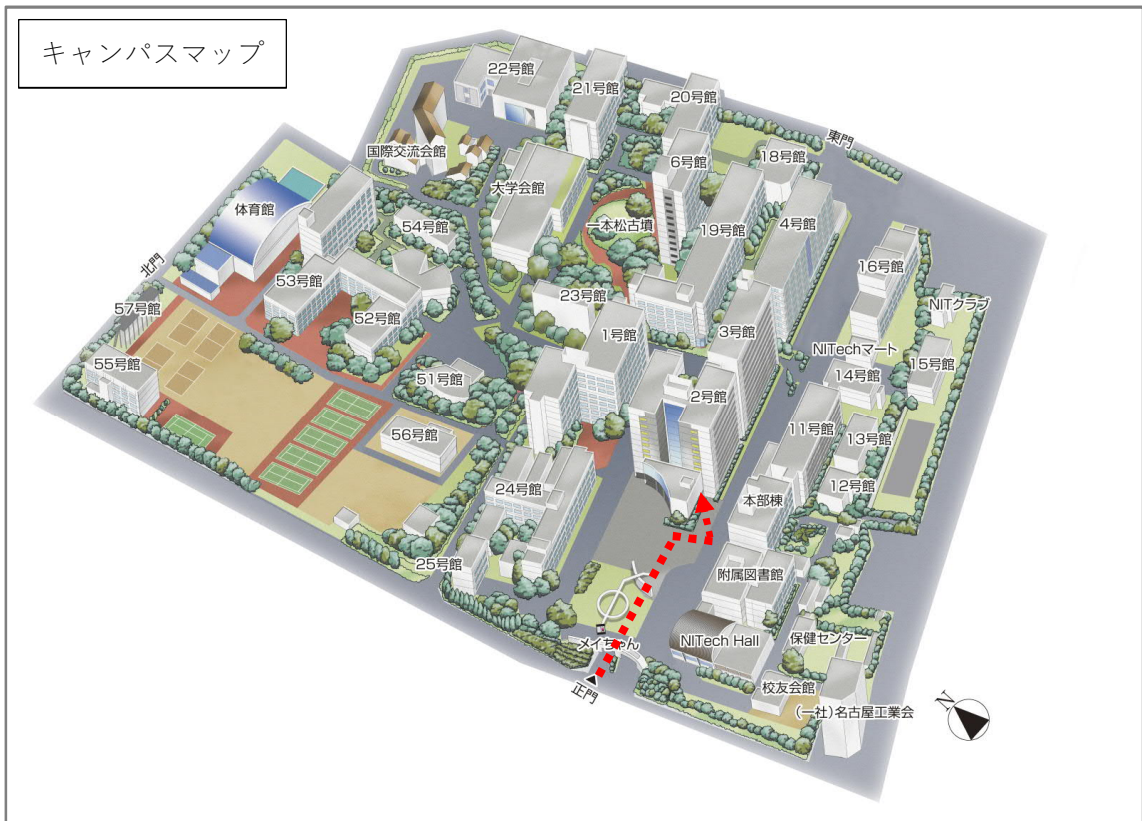 キャンパスマップ
22号館
21号館
20号館
東門
国際交流会館
6号館
18号館
大学会館
体育館
一本松古墳
19号館
4号館
54号館
北門
16号館
53号館
23号館
57号館
52号館
1号館
3号館
NITクラブ
NITechマート
55号館
51号館
14号館
15号館
2号館
56号館
11号館
13号館
24号館
12号館
本部棟
25号館
附属図書館
メイちゃん
NITech Hall
保健センター
正門
校友会館
(一社)名古屋工業会
N